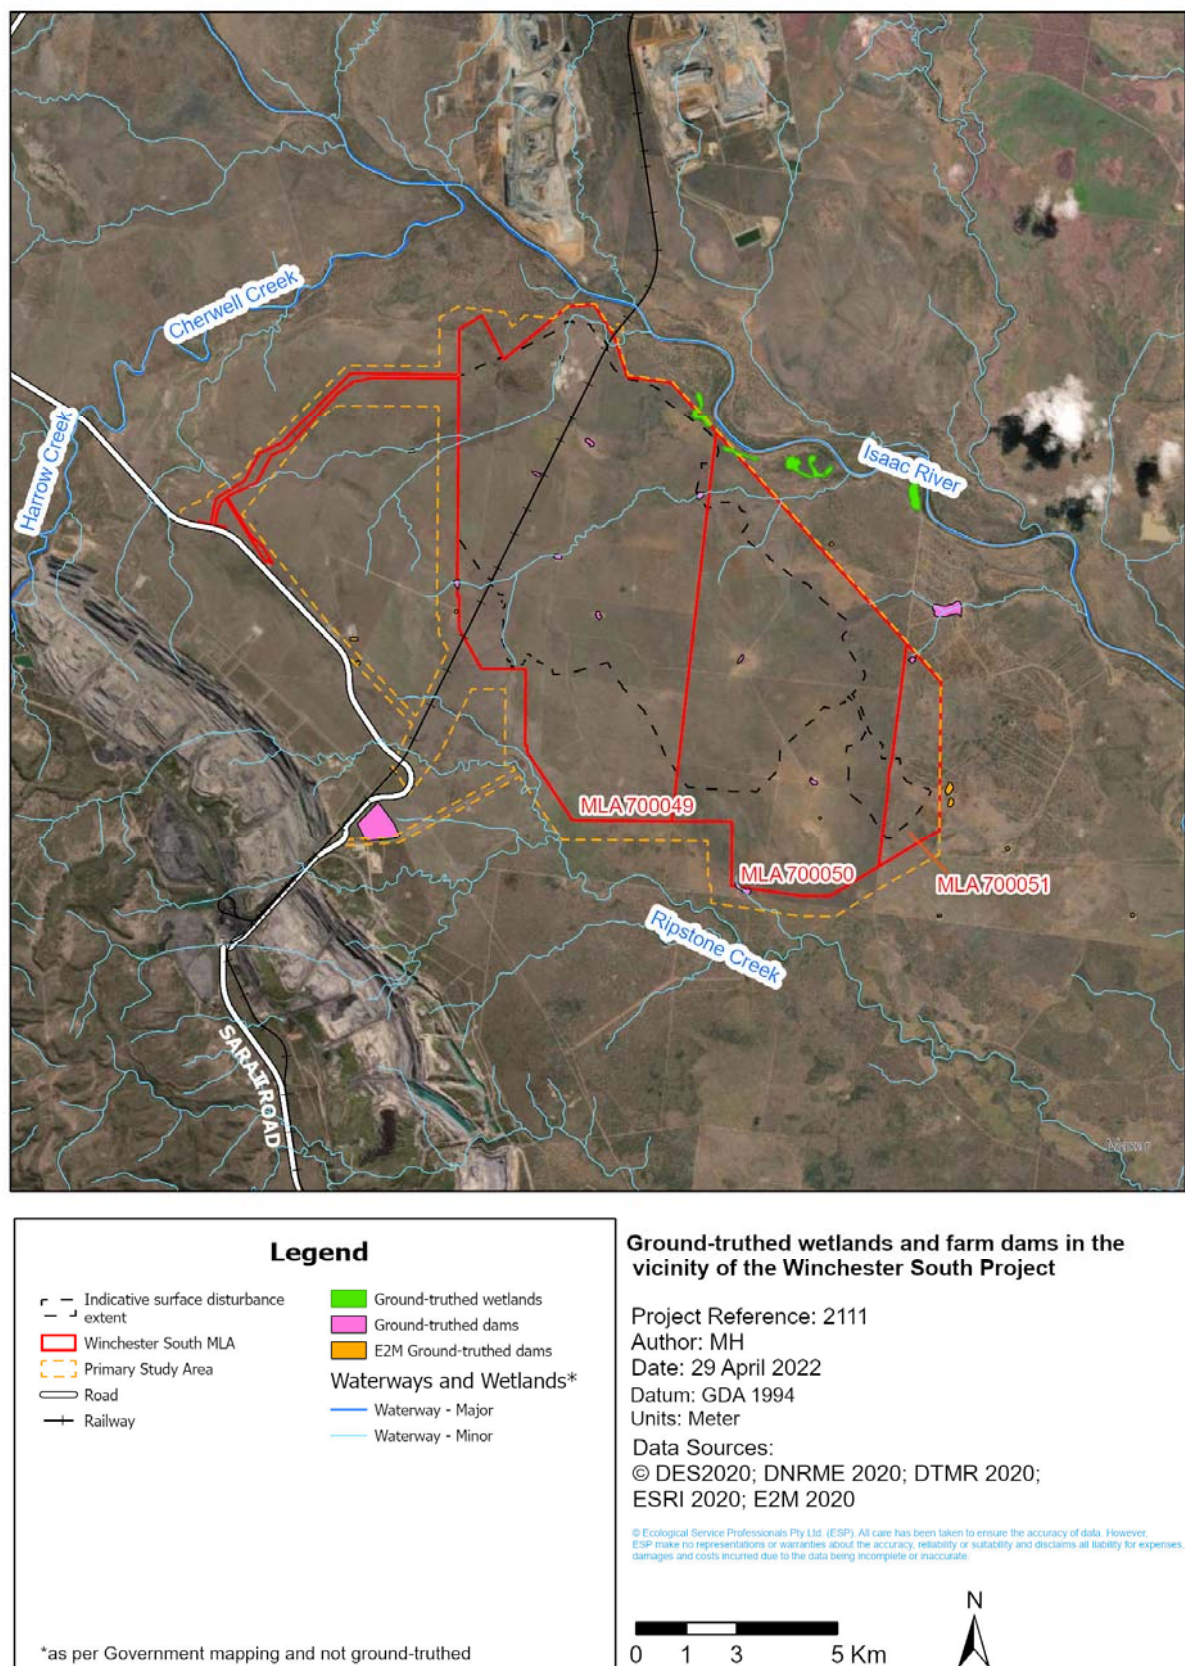 Cherwell Creek
Harrow Creek
Isaac River
MLA 700049
MLA 700050
MLA 700051
Ripstone Creek
SARAJI ROAD
Maxar
Legend
Indicative surface disturbance
extent
Winchester South MLA
Primary Study Area
Road
Railway
Ground-truthed wetlands
Ground-truthed dams
E2M Ground-truthed dams
Waterways and Wetlands*
Waterway - Major
Waterway - Minor
*as per Government mapping and not ground-truthed
Ground-truthed wetlands and farm dams in the
vicinity of the Winchester South Project
Project Reference: 2111
Author: MH
Date: 29 April 2022
Datum: GDA 1994
Units: Meter
Data Sources:
© DES2020; DNRME 2020; DTMR 2020;
ESRI 2020; E2M 2020
© Ecological Service Professionals Pty Ltd. (ESP). All care has been taken to ensure the accuracy of data. However,
ESP make no representations or warranties about the accuracy, reliability or suitability and disclaims all liability for expenses,
damages and costs incurred due to the data being incomplete or inaccurate.
N
0 1 3 5 Km